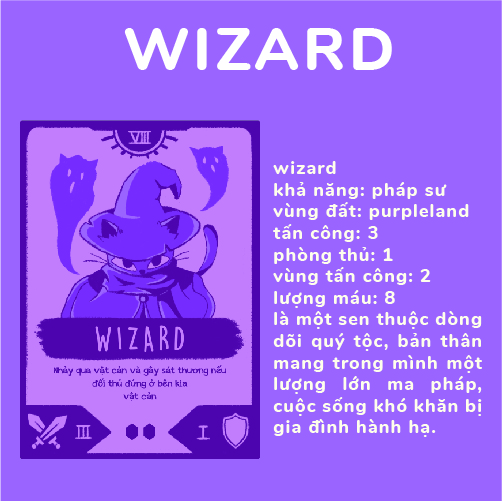 WIZARD
VIII
WIZARD
Nhảy qua vật cản và gây sát thương nếu
đối thủ đứng ở bên kia
vật cản
III
I
wizard
khả năng: pháp sư
vùng đất: purpleland
tấn công: 3
phòng thủ: 1
vùng tấn công: 2
lượng máu: 8
là một sen thuộc dòng
dõi quý tộc, bản thân
mang trong mình một
lượng lớn ma pháp,
cuộc sống khó khăn bị
gia đình hành hạ.